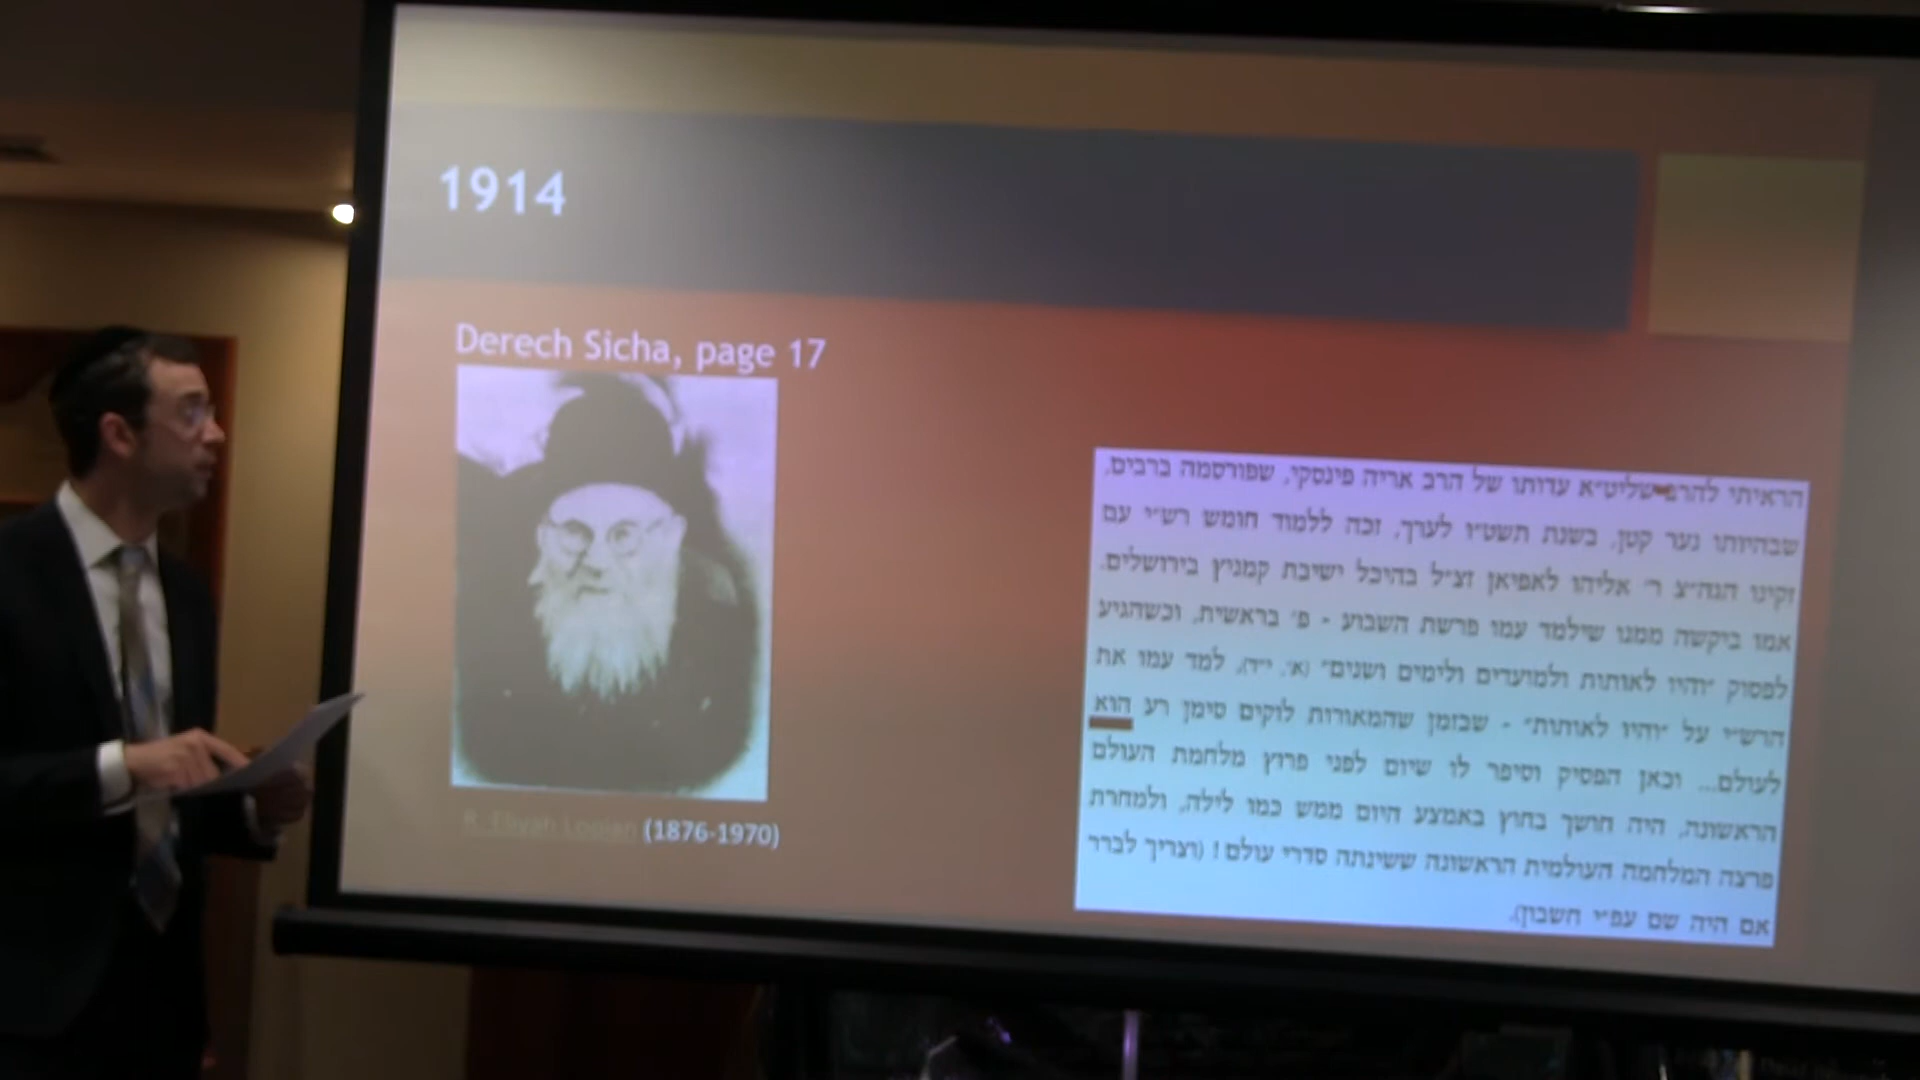 1914
Derech Sicha, page 17
R. Eliyah Lopian (1876-1970)
הראיתי להרב שליט״א עדותו של הרב אריה פינסקי, שפורסמה ברבים,
שבהיותו נער קטן, בשנת תשט״ו לערך, זכה ללמוד חומש רש״י עם
זקינו הגה״צ ר׳ אליהו לאפיאן זצ״ל בהיכל ישיבת קמניץ בירושלים.
אמו ביקשה ממנו שילמד עמו פרשת השבוע - פ׳ בראשית, וכשהגיע
לפסוק ״והיו לאותות ולמועדים ולימים ושנים״ (א׳, י״ד), למד עמו את
הרש״י על ״והיו לאותות״ - שבזמן שהמאורות לוקים סימן רע הוא
לעולם... וכאן הפסיק וסיפר לו שיום לפני פרוץ מלחמת העולם
הראשונה, היה חושך בחוץ באמצע היום ממש כמו לילה, ולמחרת
פרצה המלחמה העולמית הראשונה ששינתה סדרי עולם! (וצריך לברר
אם היה שם עפ״י חשבון).